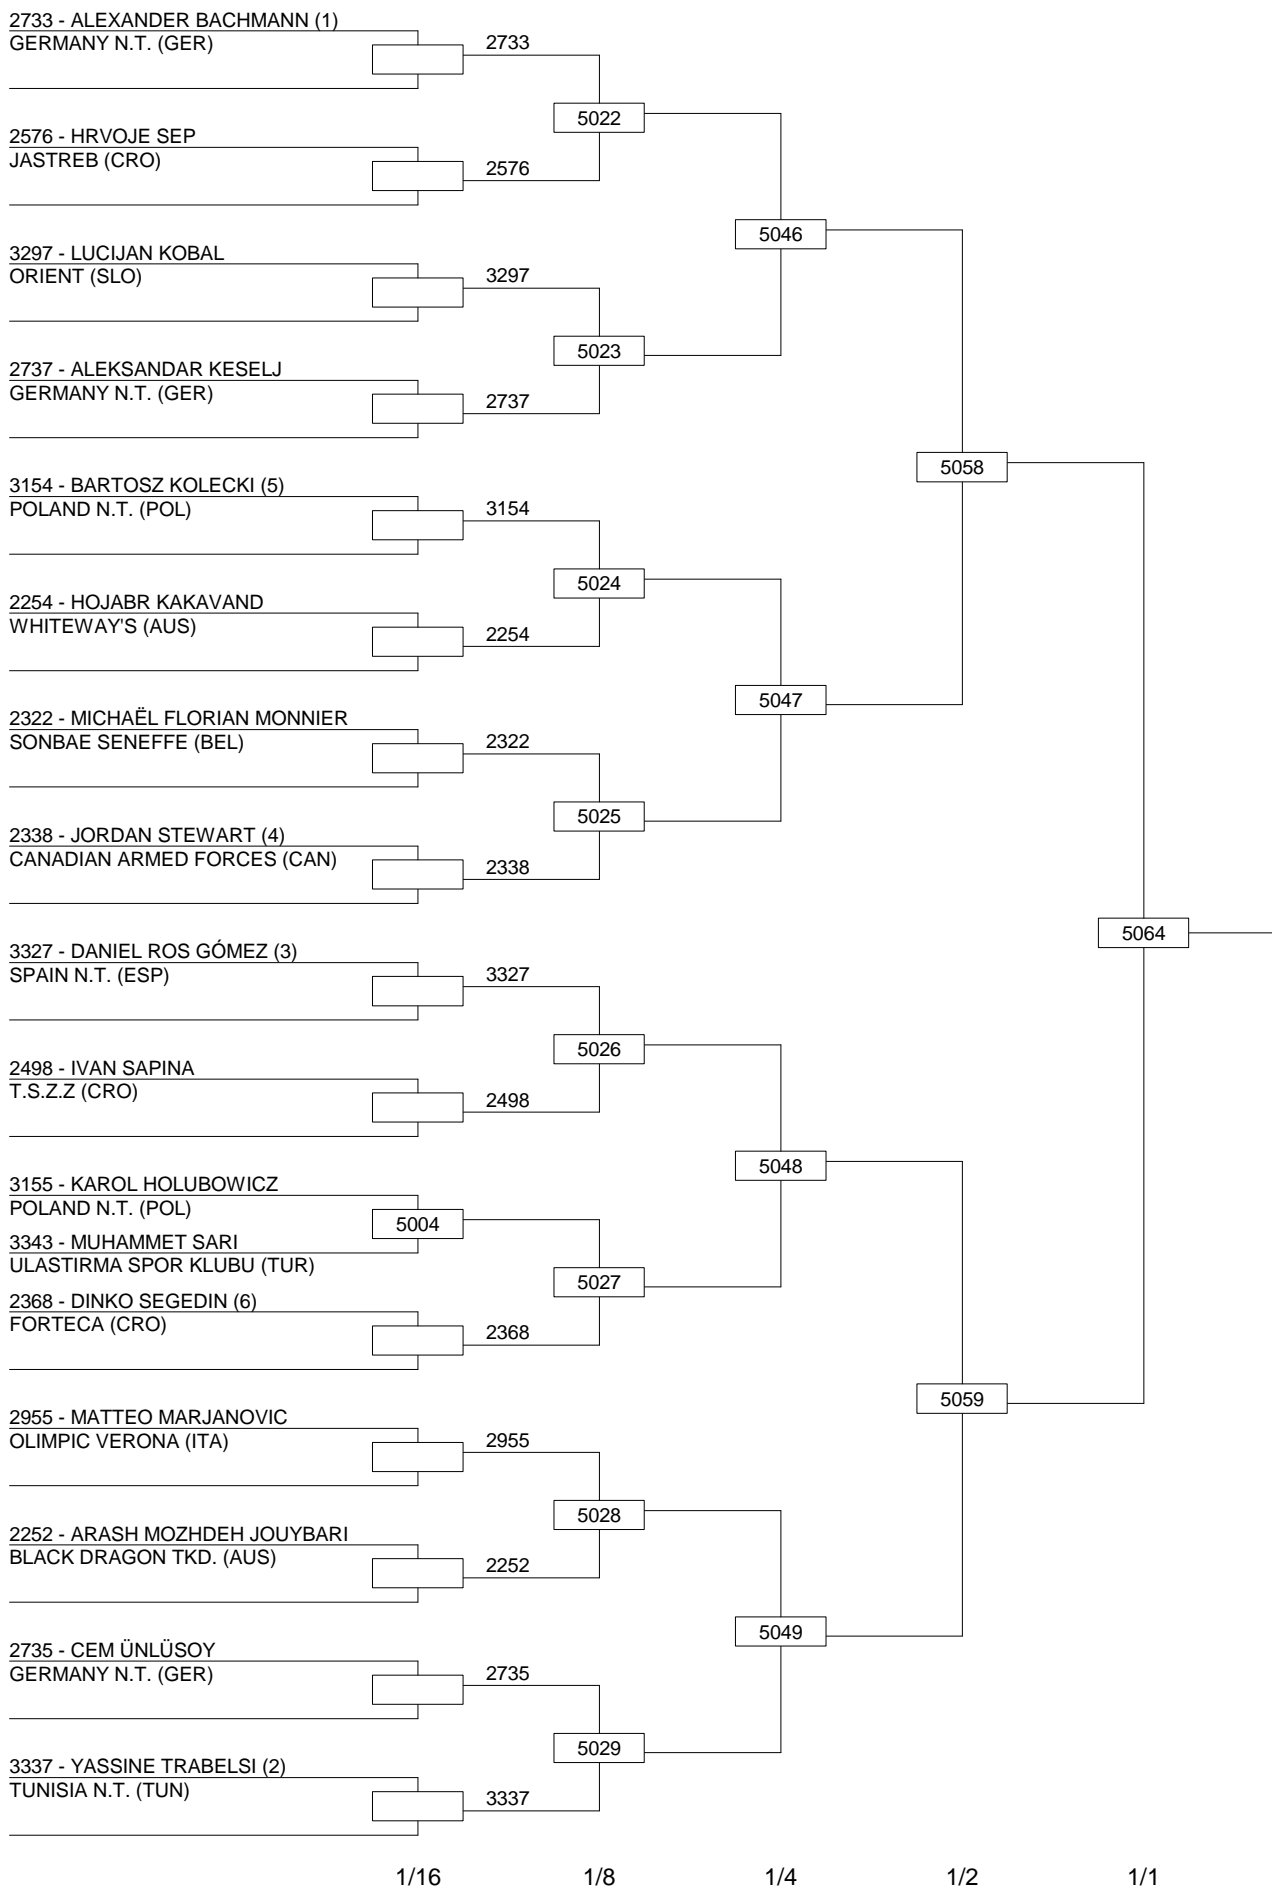 2733 - ALEXANDER BACHMANN (1)
GERMANY N.T. (GER)
2733
5022
2576 - HRVOJE SEP
JASTREB (CRO)
2576
5046
3297 - LUCIJAN KOBAL
ORIENT (SLO)
3297
5023
2737 - ALEKSANDAR KESELJ
GERMANY N.T. (GER)
2737
5058
3154 - BARTOSZ KOLECKI (5)
POLAND N.T. (POL)
3154
5024
2254 - HOJABR KAKAVAND
WHITEWAY'S (AUS)
2254
5047
2322 - MICHAËL FLORIAN MONNIER
SONBAE SENEFFE (BEL)
2322
5025
2338 - JORDAN STEWART (4)
CANADIAN ARMED FORCES (CAN)
2338
5064
3327 - DANIEL ROS GÓMEZ (3)
SPAIN N.T. (ESP)
3327
5026
2498 - IVAN SAPINA
T.S.Z.Z (CRO)
2498
5048
3155 - KAROL HOLUBOWICZ
POLAND N.T. (POL)
5004
3343 - MUHAMMET SARI
ULASTIRMA SPOR KLUBU (TUR)
5027
2368 - DINKO SEGEDIN (6)
FORTECA (CRO)
2368
5059
2955 - MATTEO MARJANOVIC
OLIMPIC VERONA (ITA)
2955
5028
2252 - ARASH MOZHDEH JOUYBARI
BLACK DRAGON TKD. (AUS)
2252
5049
2735 - CEM ÜNLÜSOY
GERMANY N.T. (GER)
2735
5029
3337 - YASSINE TRABELSI (2)
TUNISIA N.T. (TUN)
3337
1/16 1/8 1/4 1/2 1/1